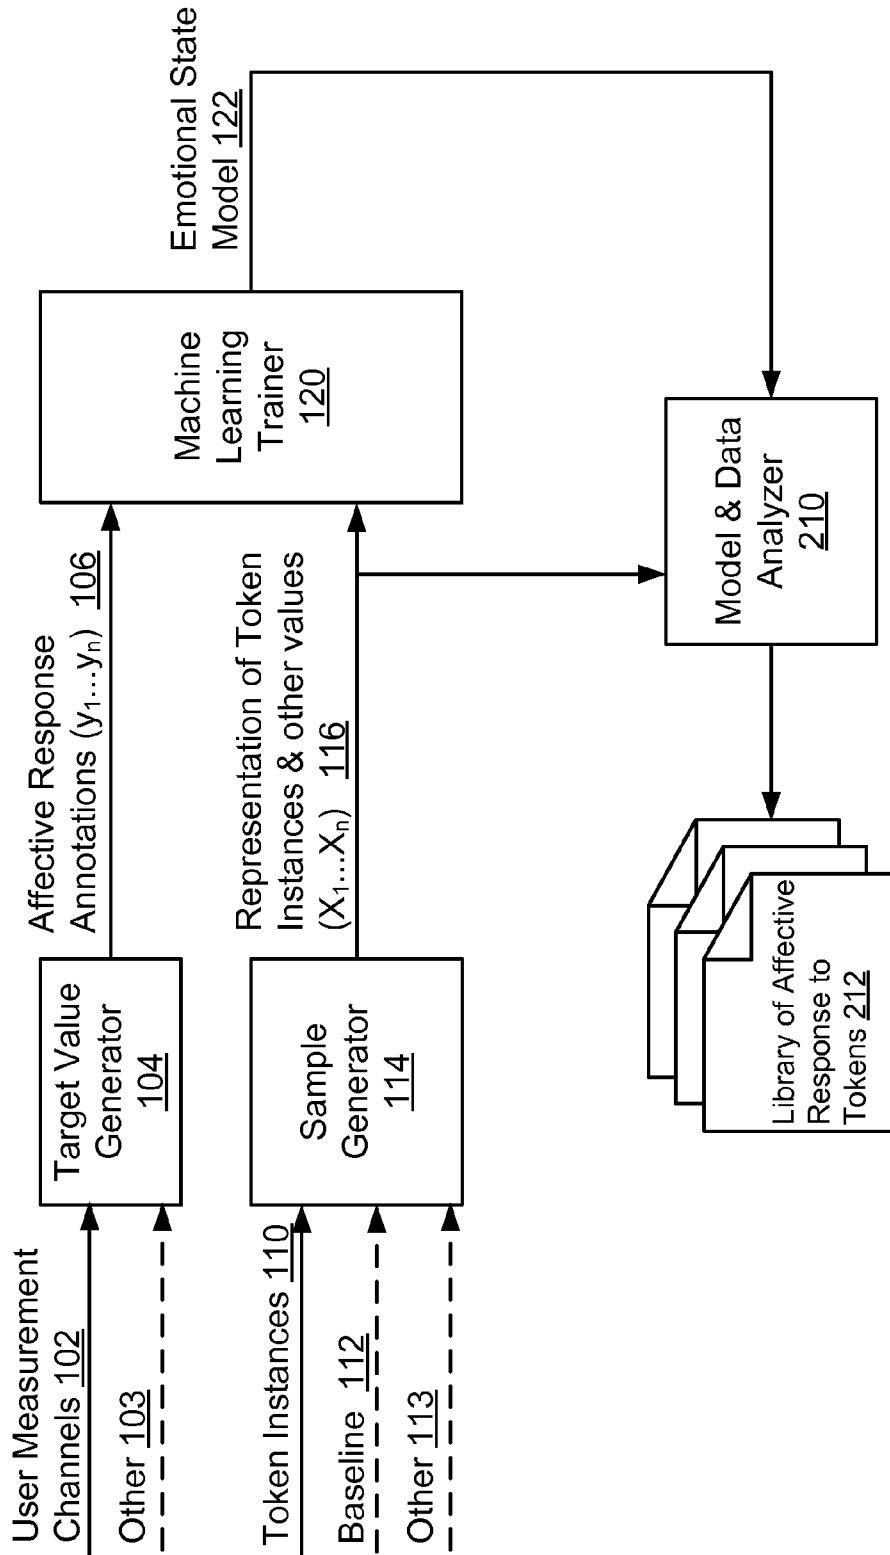 User Measurement
Channels 102
Other 103
Target Value
Generator
104
Affective Response
Annotations (y₁...yₙ) 106
Token Instances 110
Baseline 112
Other 113
Sample
Generator
114
Representation of Token
Instances & other values
(X₁...Xₙ) 116
Machine
Learning
Trainer
120
Emotional State
Model 122
Model & Data
Analyzer
210
Library of Affective
Response to
Tokens 212